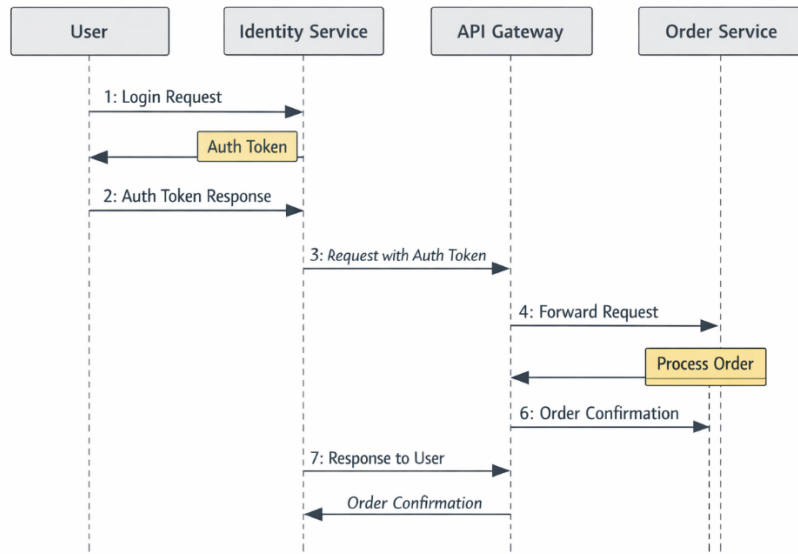 User
Identity Service
API Gateway
Order Service
1: Login Request
Auth Token
2: Auth Token Response
3: Request with Auth Token
4: Forward Request
Process Order
6: Order Confirmation
7: Response to User
Order Confirmation